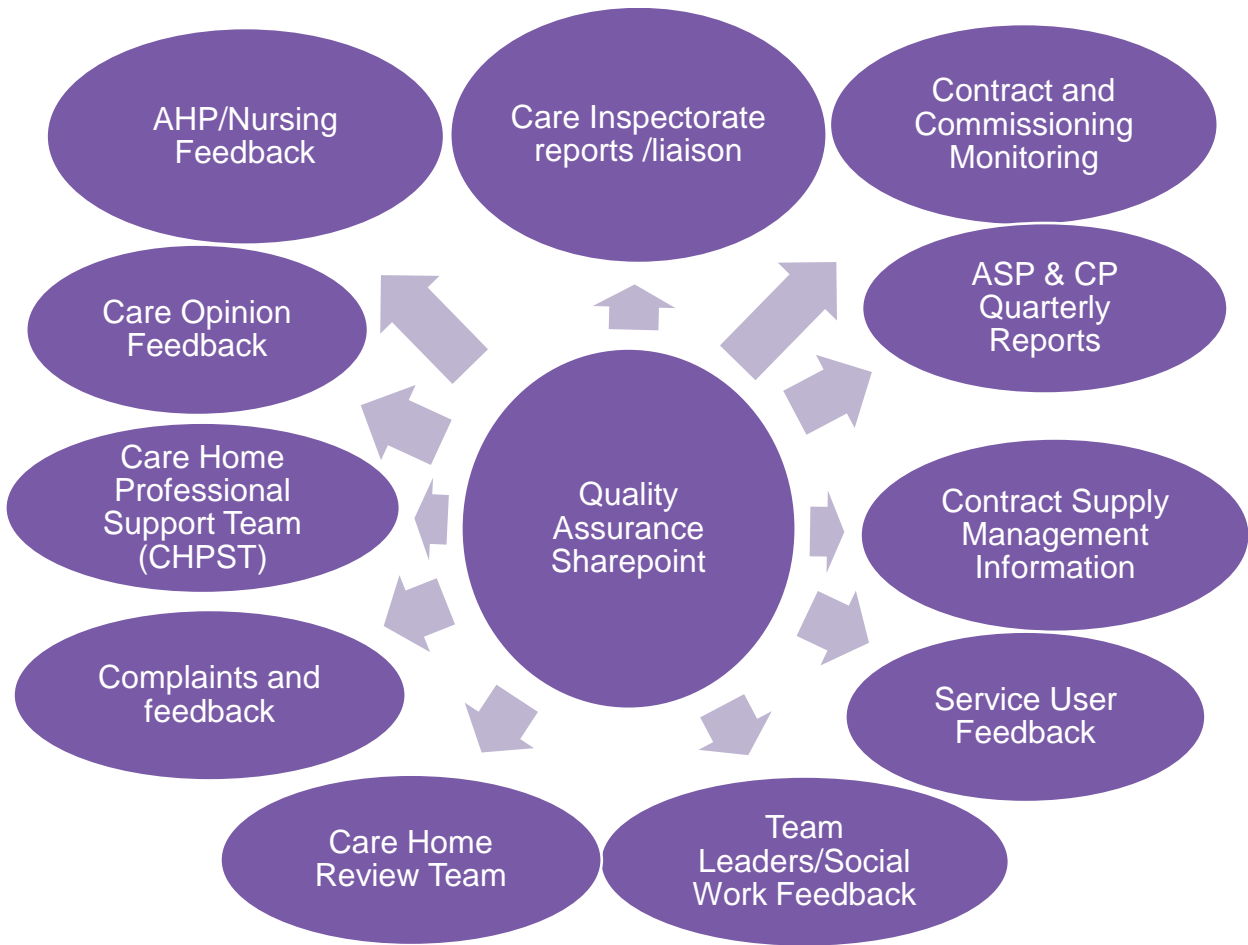 AHP/Nursing
Feedback
Care Inspectorate
reports /liaison
Contract and
Commissioning
Monitoring
Care Opinion
Feedback
ASP & CP
Quarterly
Reports
Care Home
Professional
Support Team
(CHPST)
Quality
Assurance
Sharepoint
Contract Supply
Management
Information
Complaints and
feedback
Service User
Feedback
Care Home
Review Team
Team
Leaders/Social
Work Feedback